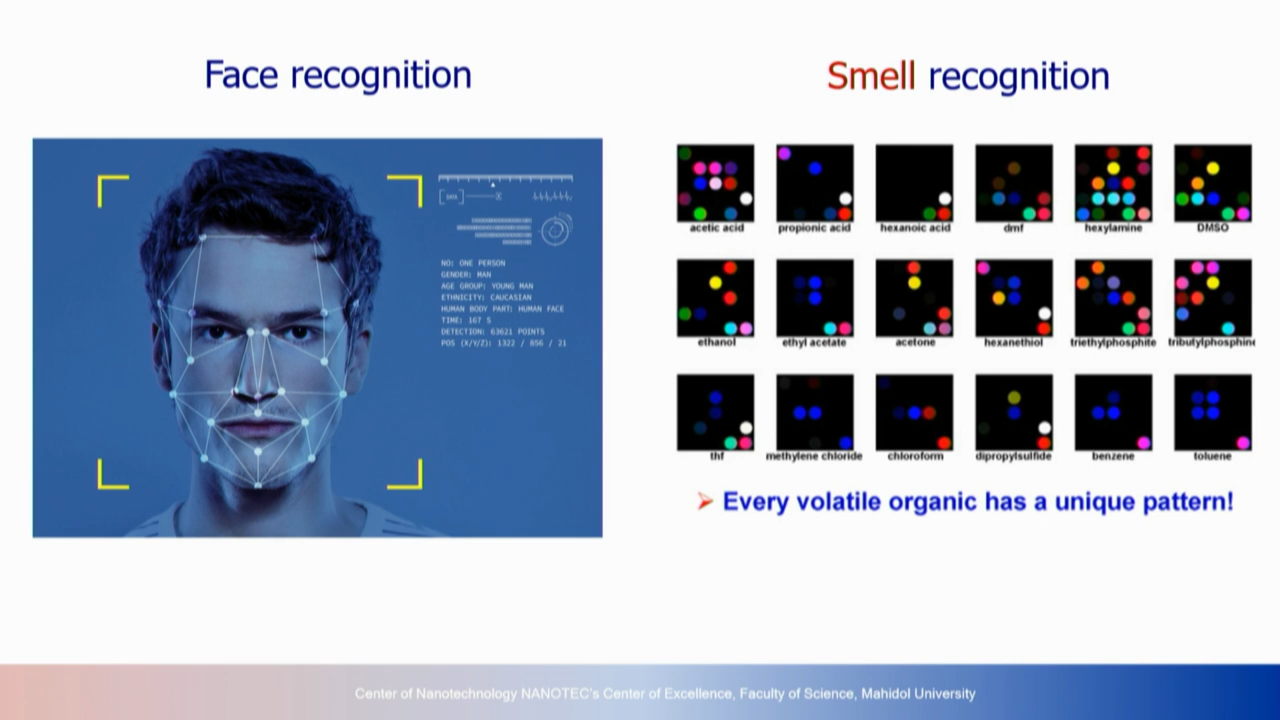 Face recognition
Smell recognition
[ DATA ]
NO: ONE PERSON
GENDER: MAN
AGE GROUP: YOUNG MAN
ETHNICITY: CAUCASIAN
HUMAN BODY PART: HUMAN FACE
TIME: 167 S
DETECTION: 63621 POINTS
POS (X/Y/Z): 1322 / 856 / 21
acetic acid propionic acid hexanoic acid dmf hexylamine DMSO
ethanol ethyl acetate acetone hexanethiol triethylphosphite tributylphosphine
thf methylene chloride chloroform dipropylsulfide benzene toluene
➢ Every volatile organic has a unique pattern!
Center of Nanotechnology NANOTEC's Center of Excellence, Faculty of Science, Mahidol University